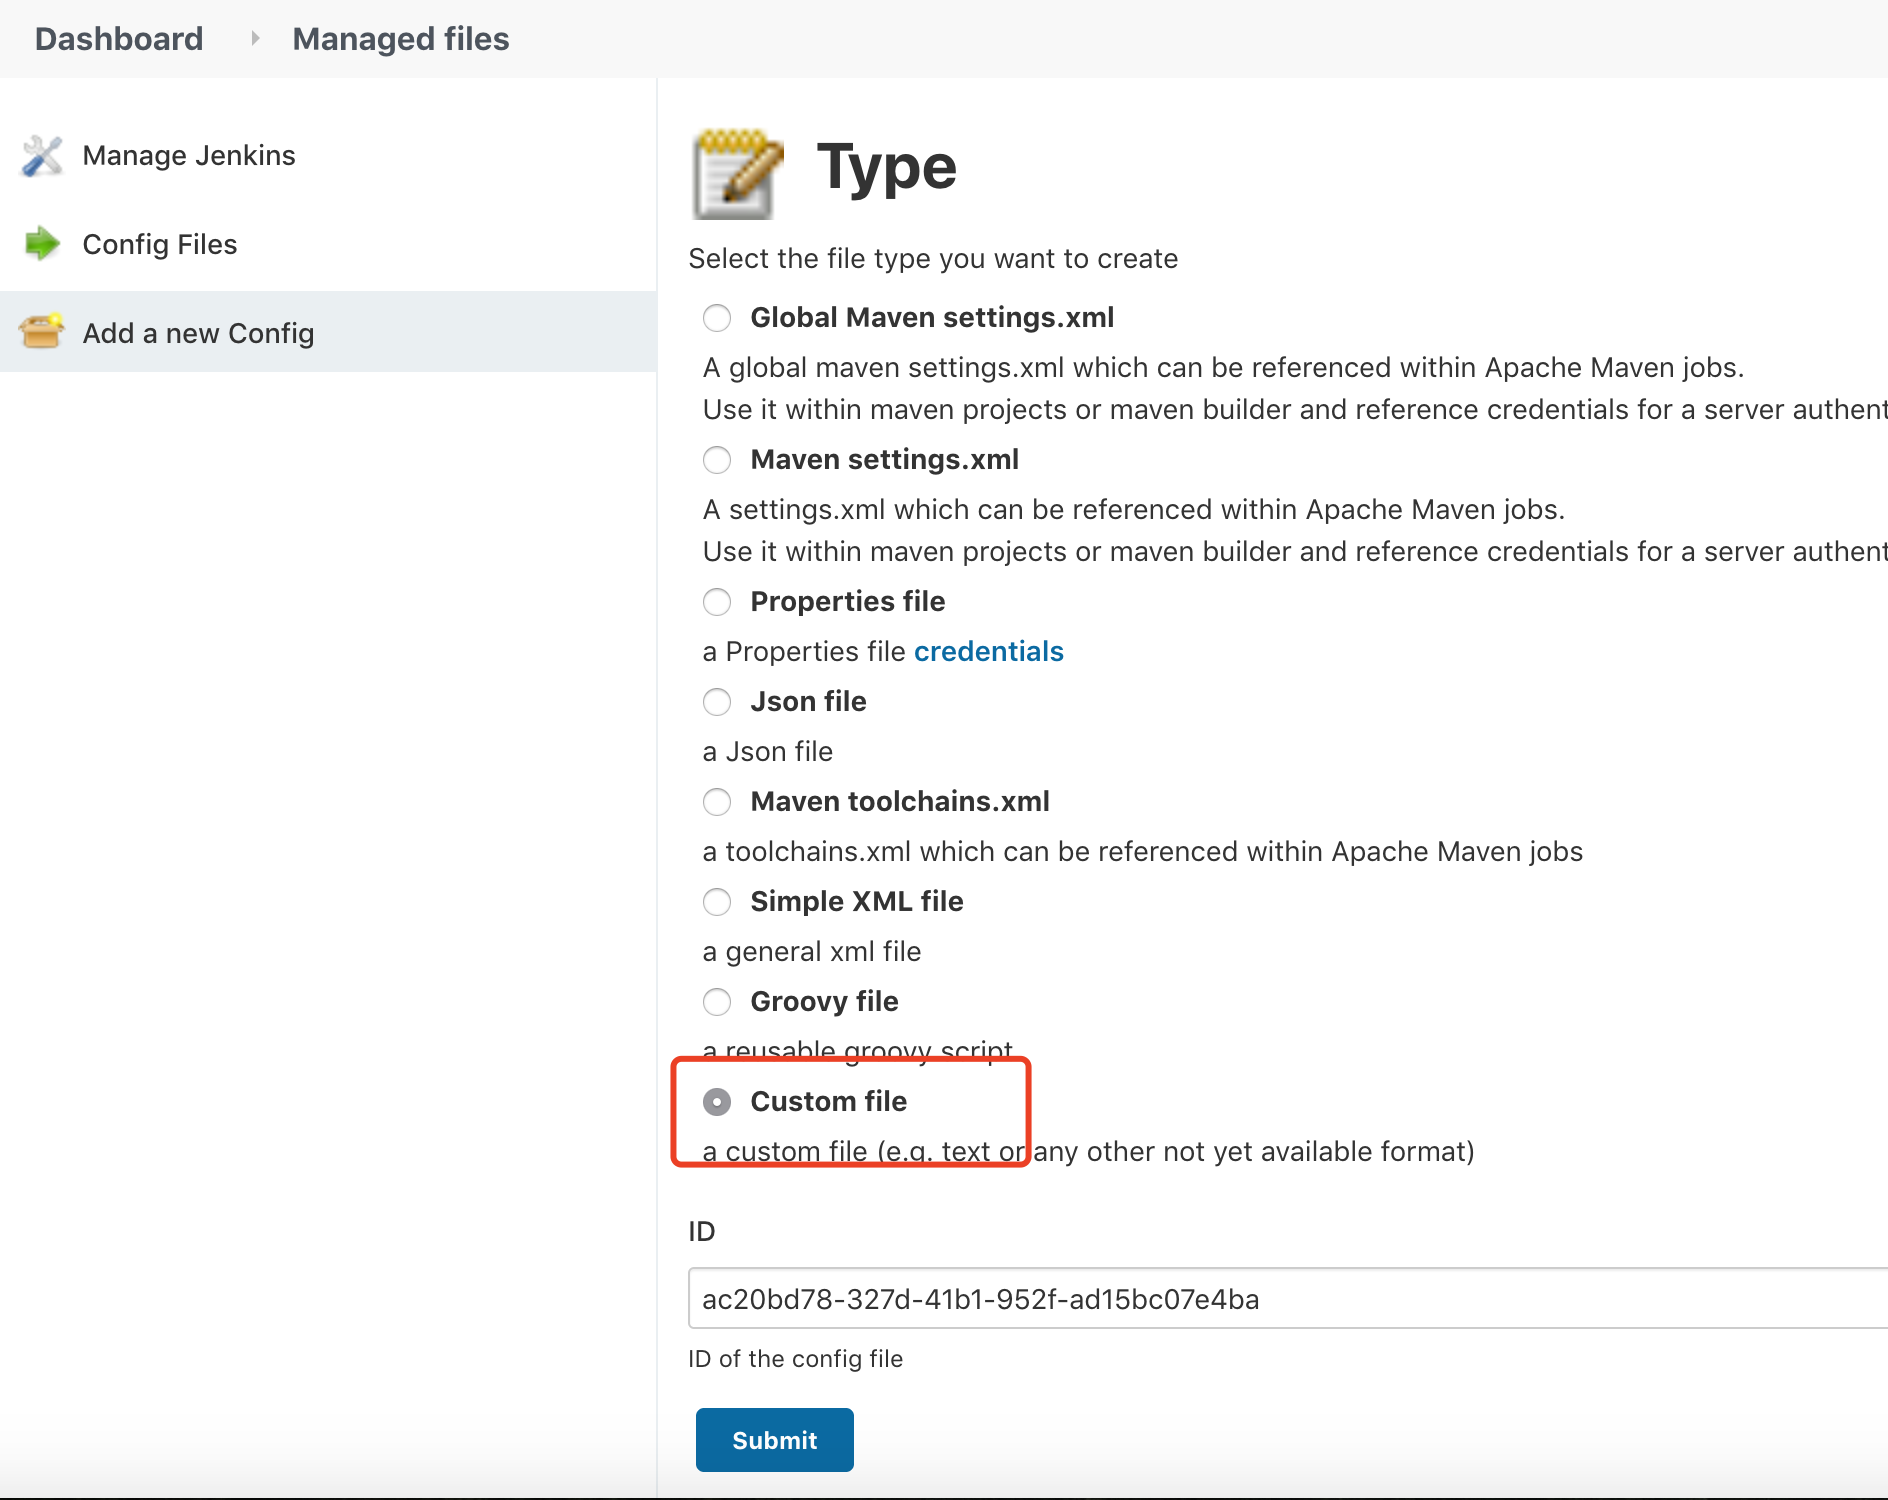 Dashboard
Managed files
Manage Jenkins
Config Files
Add a new Config
Type
Select the file type you want to create
Global Maven settings.xml
A global maven settings.xml which can be referenced within Apache Maven jobs.
Use it within maven projects or maven builder and reference credentials for a server authent
Maven settings.xml
A settings.xml which can be referenced within Apache Maven jobs.
Use it within maven projects or maven builder and reference credentials for a server authent
Properties file
a Properties file credentials
Json file
a Json file
Maven toolchains.xml
a toolchains.xml which can be referenced within Apache Maven jobs
Simple XML file
a general xml file
Groovy file
a reusable groovy script
Custom file
a custom file (e.g. text or any other not yet available format)
ID
ac20bd78-327d-41b1-952f-ad15bc07e4ba
ID of the config file
Submit